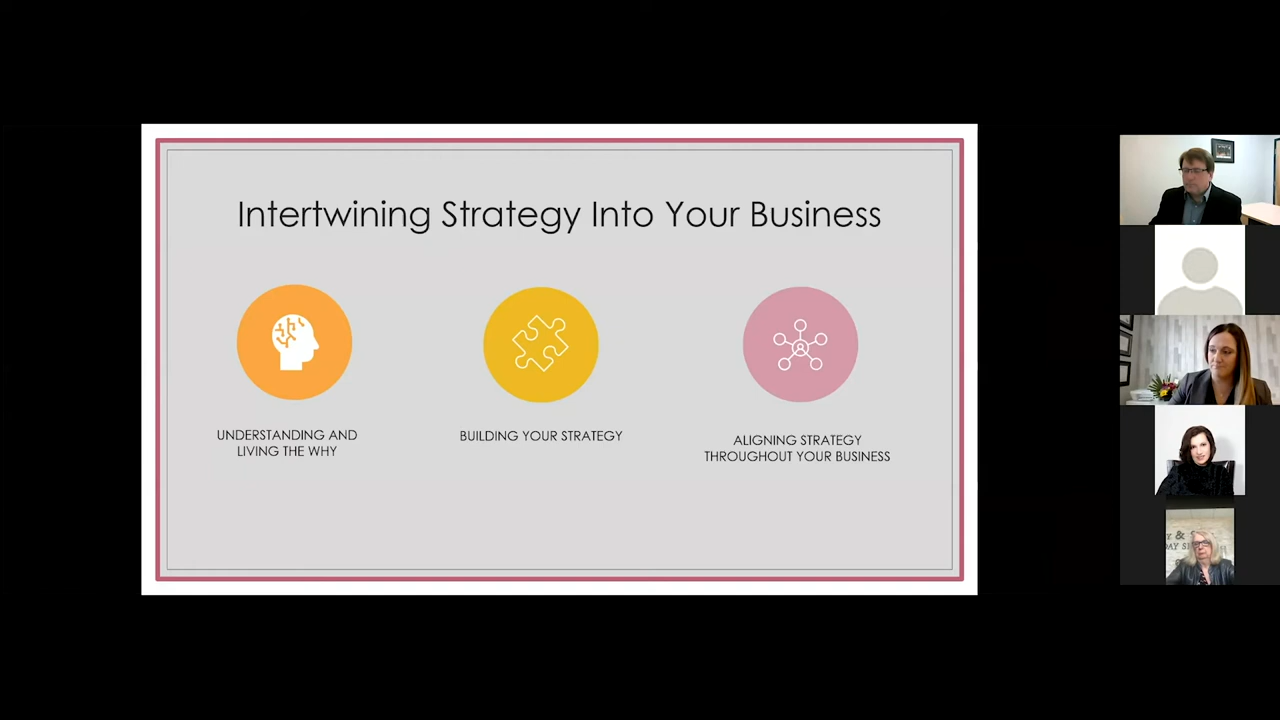 Intertwining Strategy Into Your Business
UNDERSTANDING AND
LIVING THE WHY
BUILDING YOUR STRATEGY
ALIGNING STRATEGY
THROUGHOUT YOUR BUSINESS